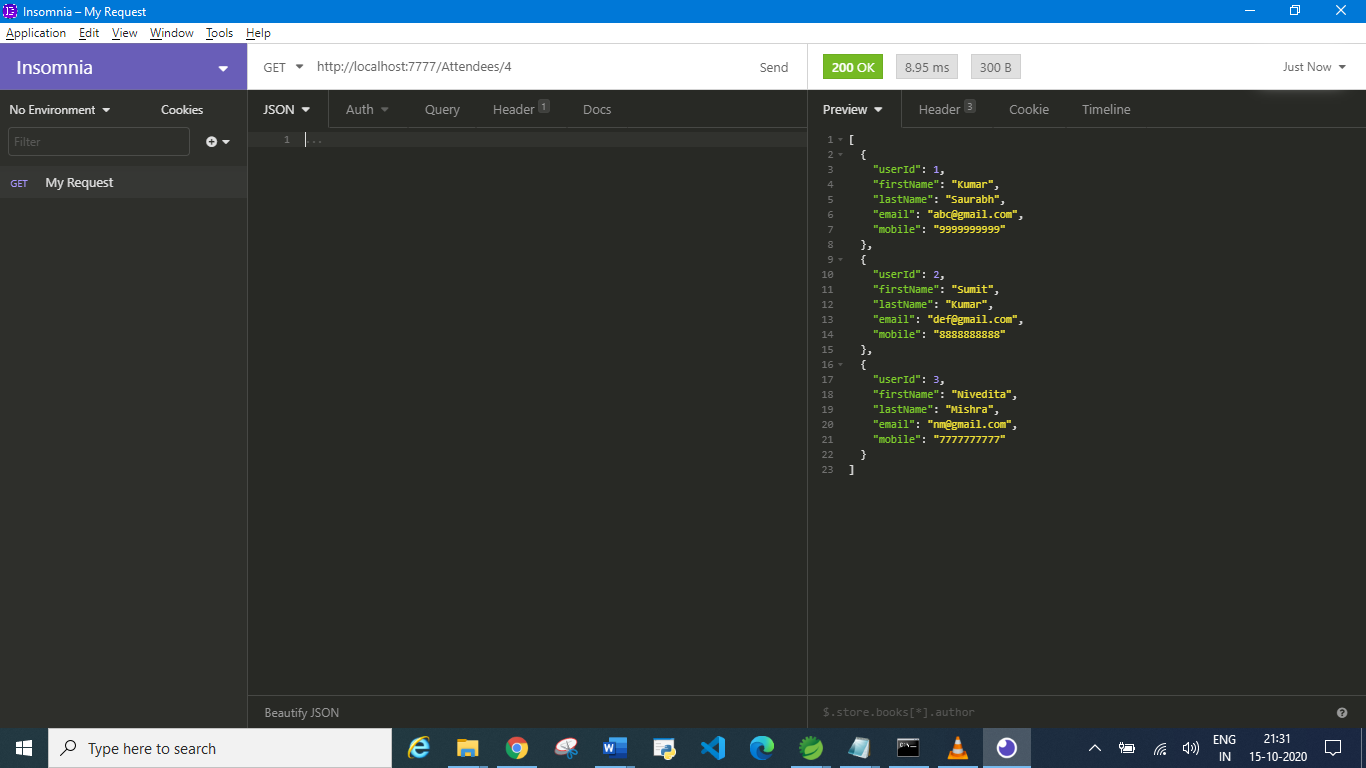 Insomnia – My Request
Application Edit View Window Tools Help
Insomnia
GET http://localhost:7777/Attendees/4 Send
200 OK 8.95 ms 300 B Just Now
No Environment Cookies
JSON Auth Query Header 1 Docs
Preview Header 3 Cookie Timeline
Filter
GET My Request
1 ...
1 [
2 {
3 "userId": 1,
4 "firstName": "Kumar",
5 "lastName": "Saurabh",
6 "email": "abc@gmail.com",
7 "mobile": "9999999999"
8 },
9 {
10 "userId": 2,
11 "firstName": "Sumit",
12 "lastName": "Kumar",
13 "email": "def@gmail.com",
14 "mobile": "8888888888"
15 },
16 {
17 "userId": 3,
18 "firstName": "Nivedita",
19 "lastName": "Mishra",
20 "email": "nm@gmail.com",
21 "mobile": "7777777777"
22 }
23 ]
Beautify JSON
$.store.books[*].author
Type here to search
ENG
IN
21:31
15-10-2020